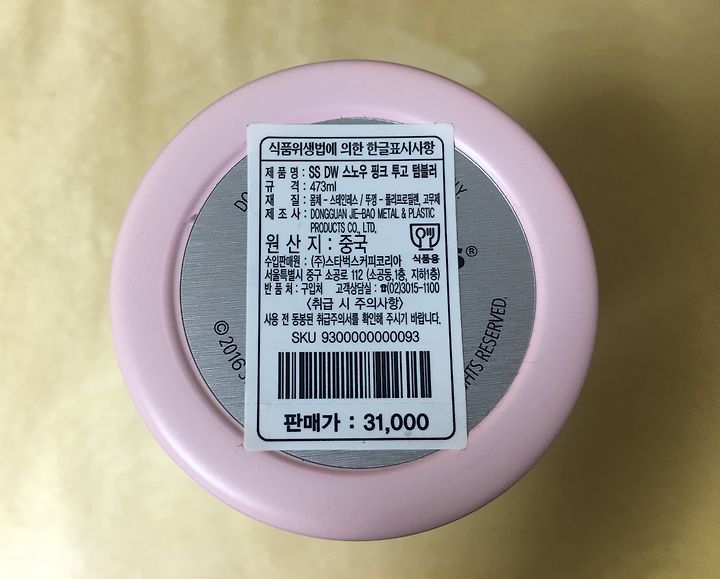 식품위생법에 의한 한글표시사항
제 품 명 : SS DW 스노우 핑크 투고 텀블러
규 격 : 473ml
재 질 : 몸체 - 스테인레스 / 뚜껑 - 폴리프로필렌, 고무제
제 조 사 : DONGGUAN JIE-BAO METAL & PLASTIC
PRODUCTS CO., LTD.
원 산 지 : 중국
식품용
수입판매원 : (주)스타벅스커피코리아
서울특별시 중구 소공로 112 (소공동,1층, 지하1층)
반 품 처 : 구입처 고객상담실 : ☎(02)3015-1100
<취급 시 주의사항>
사용 전 동봉된 취급주의서를 확인해 주시기 바랍니다.
SKU 9300000000093
판매가 : 31,000
S®
© 2016
RESERVED.